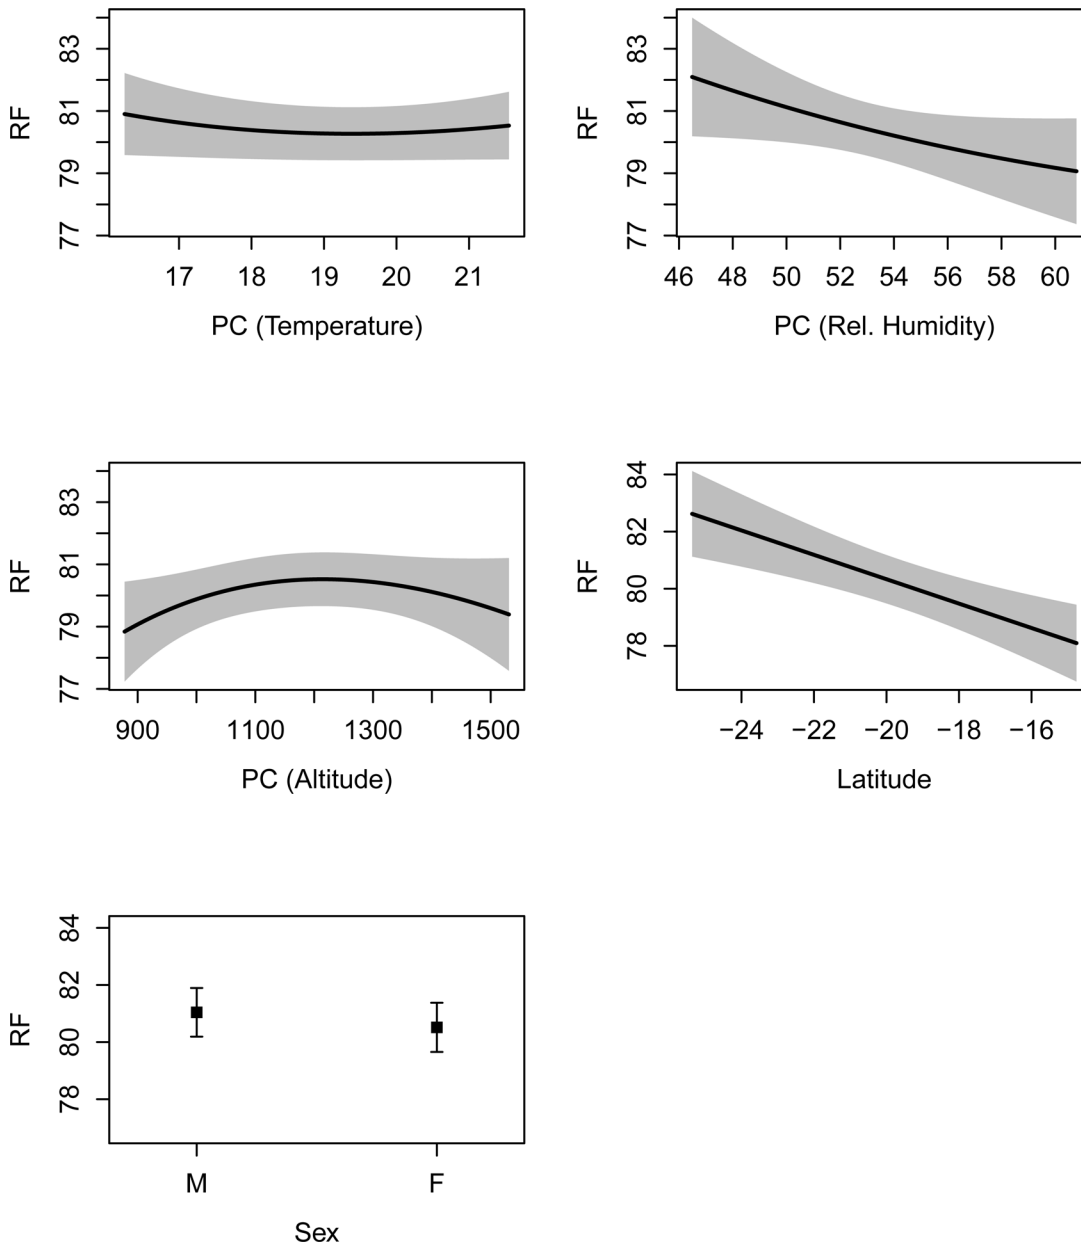 RF
83
81
79
77
17 18 19 20 21
PC (Temperature)
RF
83
81
79
77
46 48 50 52 54 56 58 60
PC (Rel. Humidity)
RF
83
81
79
77
900 1100 1300 1500
PC (Altitude)
RF
84
82
80
78
−24 −22 −20 −18 −16
Latitude
RF
84
82
80
78
M F
Sex